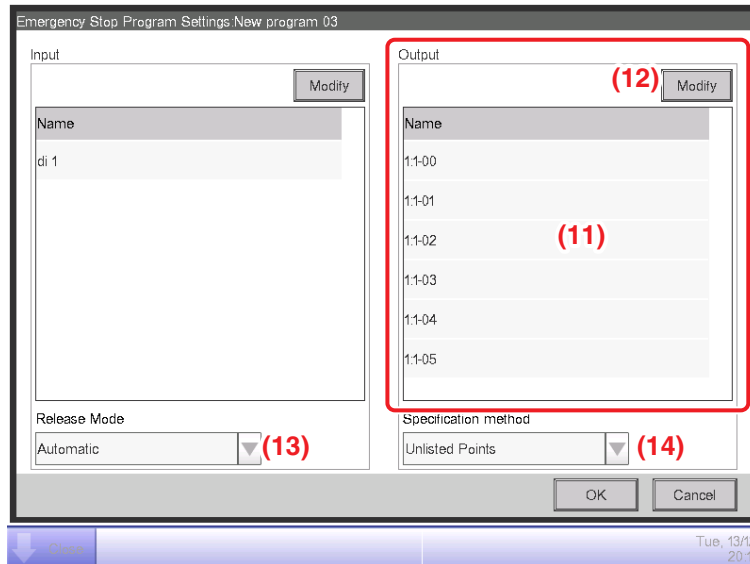 Emergency Stop Program Settings:New program 03
Input
Output
Modify
(12) Modify
Name
Name
di 1
1:1-00
1:1-01
1:1-02
(11)
1:1-03
1:1-04
1:1-05
Release Mode
Specification method
Automatic
(13)
Unlisted Points
(14)
OK
Cancel
Tue, 13/1